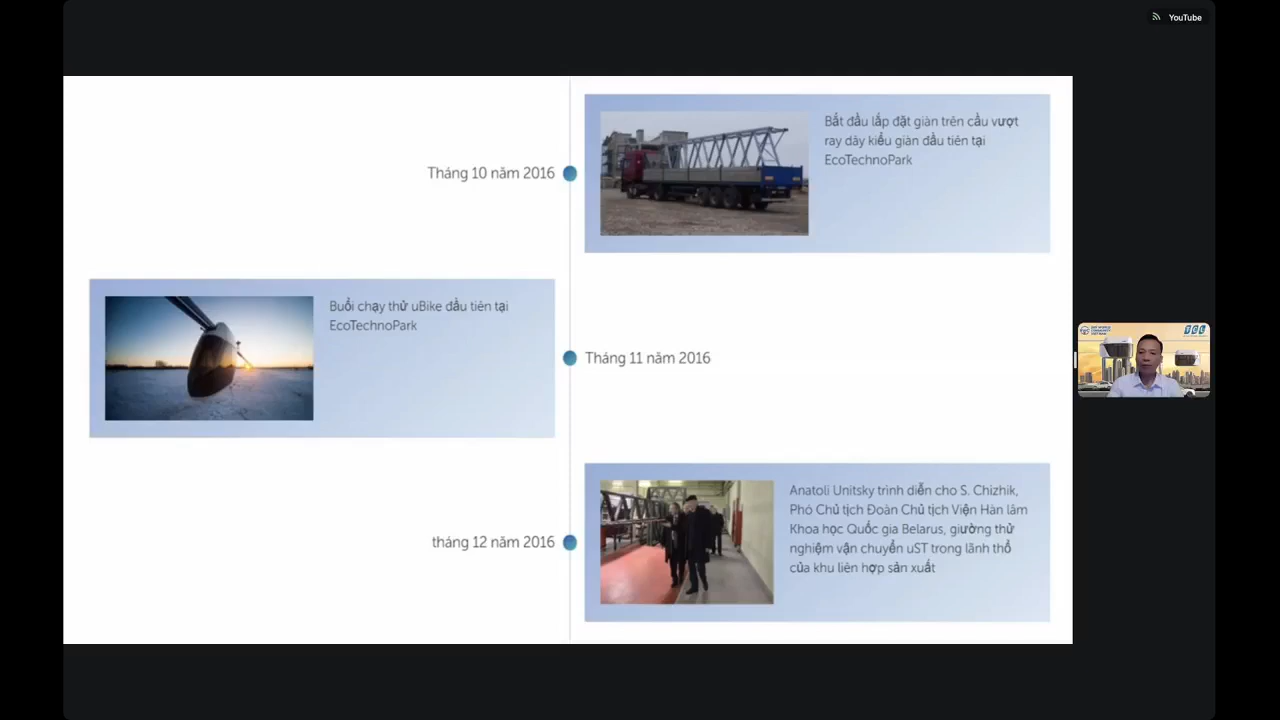 YouTube
Tháng 10 năm 2016
Bắt đầu lắp đặt giàn trên cầu vượt
ray dây kiểu giàn đầu tiên tại
EcoTechnoPark
Buổi chạy thử uBike đầu tiên tại
EcoTechnoPark
Tháng 11 năm 2016
tháng 12 năm 2016
Anatoli Unitsky trình diễn cho S. Chizhik,
Phó Chủ tịch Đoàn Chủ tịch Viện Hàn lâm
Khoa học Quốc gia Belarus, giường thử
nghiệm vận chuyển uST trong lãnh thổ
của khu liên hợp sản xuất